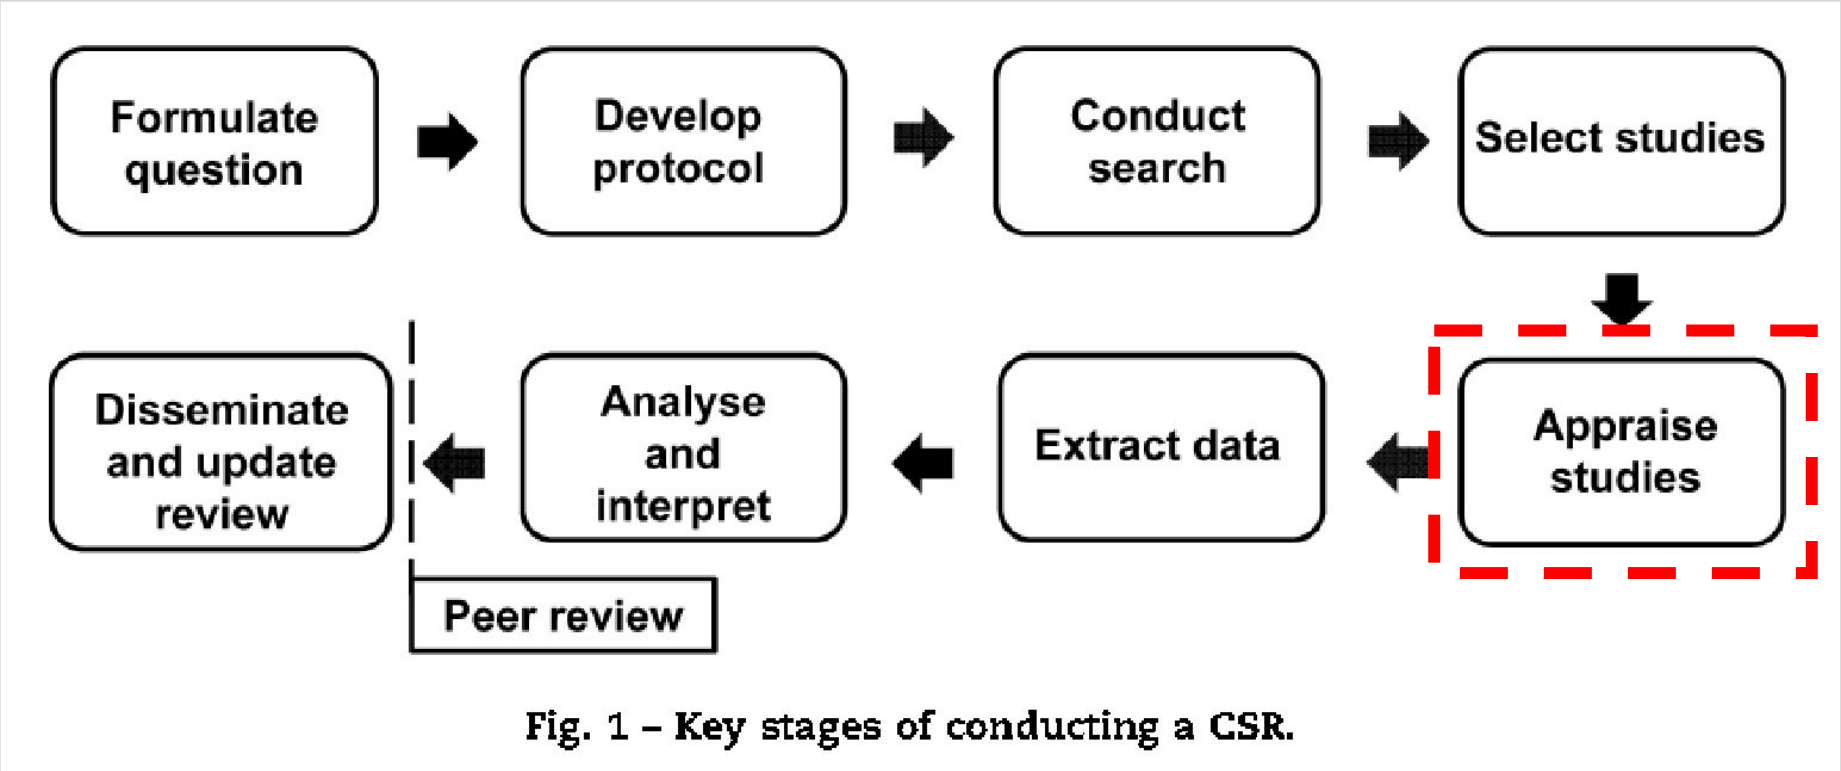 Formulate
question
Develop
protocol
Conduct
search
Select studies
Appraise
studies
Extract data
Analyse
and
interpret
Disseminate
and update
review
Peer review
Fig. 1 – Key stages of conducting a CSR.